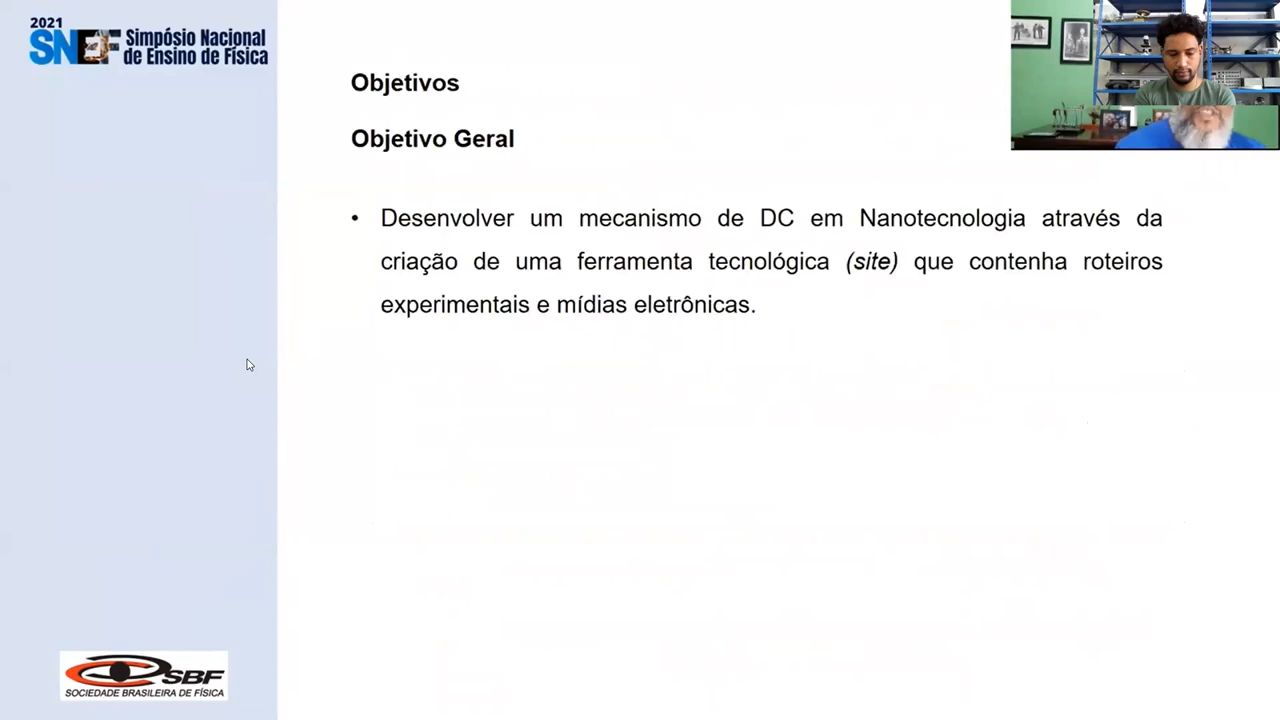 2021
SNEF Simpósio Nacional
de Ensino de Física
Objetivos
Objetivo Geral
• Desenvolver um mecanismo de DC em Nanotecnologia através da
criação de uma ferramenta tecnológica (site) que contenha roteiros
experimentais e mídias eletrônicas.
SBF
SOCIEDADE BRASILEIRA DE FÍSICA